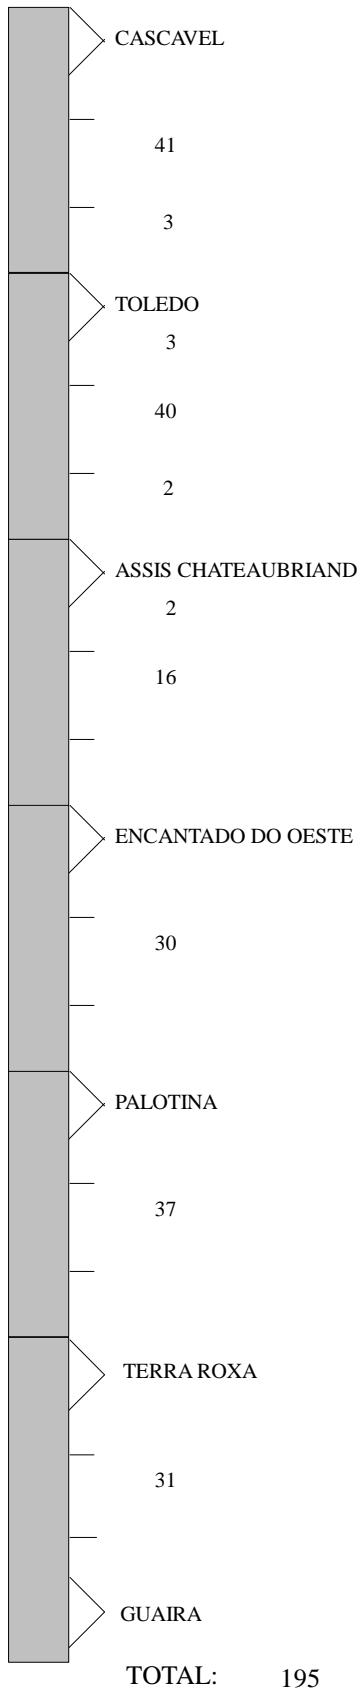 CASCAVEL
41
3
TOLEDO
3
40
2
ASSIS CHATEAUBRIAND
2
16
ENCANTADO DO OESTE
30
PALOTINA
37
TERRA ROXA
31
GUAIRA
TOTAL: 195